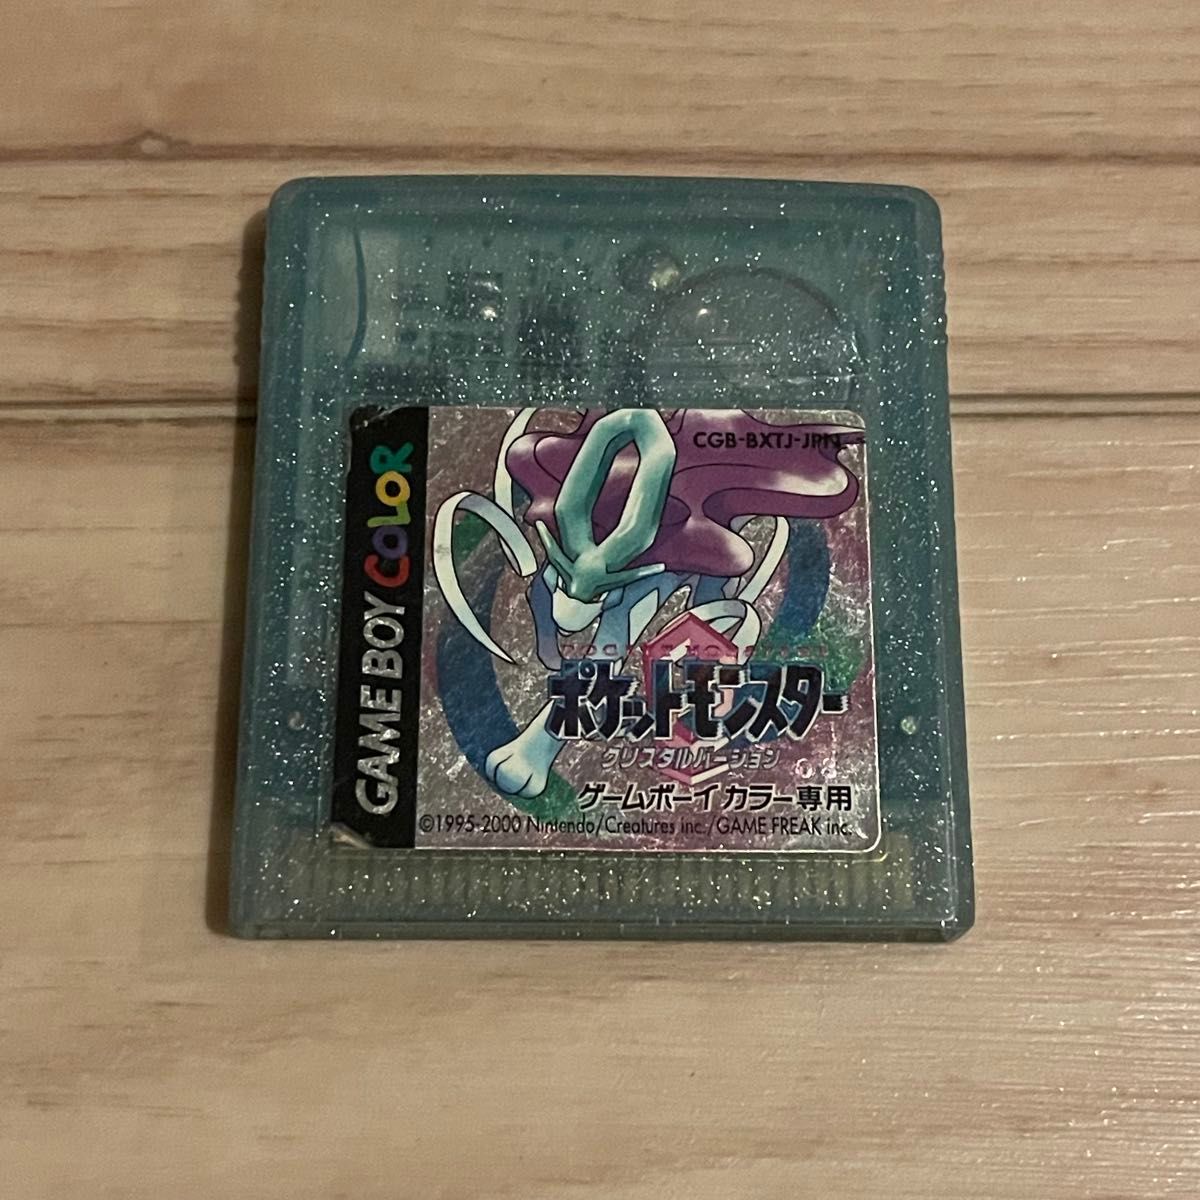 GAME BOY COLOR
CGB-BXTJ-JPN
POCKET MONSTERS
ポケットモンスター
クリスタルバージョン
ゲームボーイ カラー専用
©1995-2000 Nintendo/Creatures inc./GAME FREAK inc.